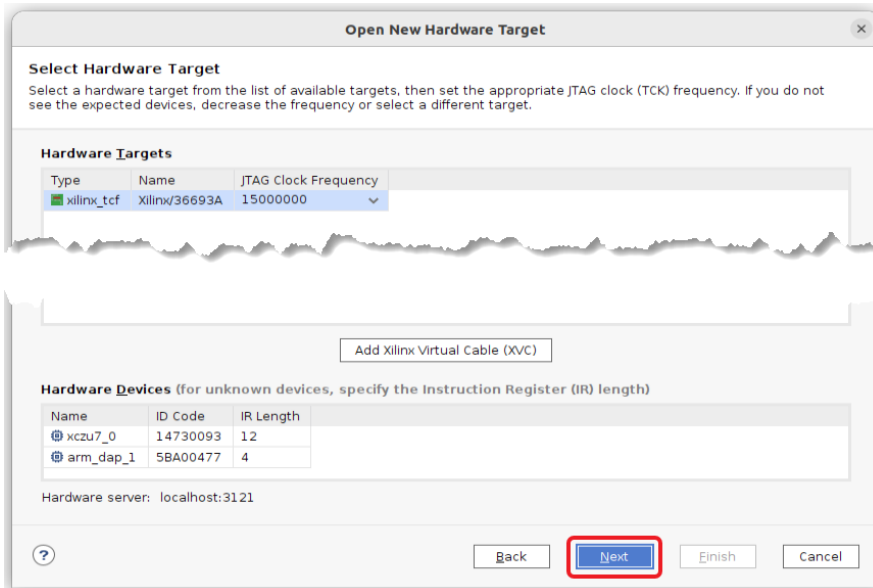 Open New Hardware Target
Select Hardware Target
Select a hardware target from the list of available targets, then set the appropriate JTAG clock (TCK) frequency. If you do not
see the expected devices, decrease the frequency or select a different target.
Hardware Targets
Type Name JTAG Clock Frequency
xilinx_tcf Xilinx/36693A 15000000
Add Xilinx Virtual Cable (XVC)
Hardware Devices (for unknown devices, specify the Instruction Register (IR) length)
Name ID Code IR Length
xczu7_0 14730093 12
arm_dap_1 5BA00477 4
Hardware server: localhost:3121
? Back Next Finish Cancel